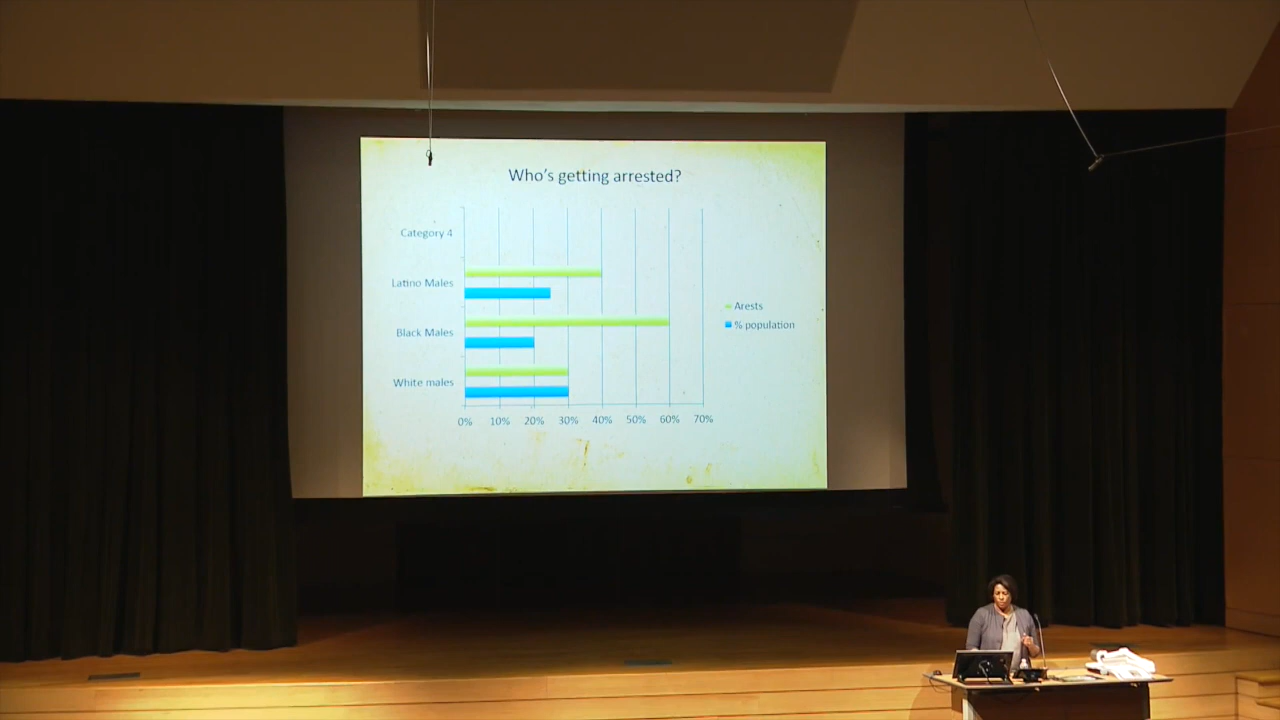 Who's getting arrested?
Category 4
Latino Males
Black Males
White males
0% 10% 20% 30% 40% 50% 60% 70%
Arests
% population